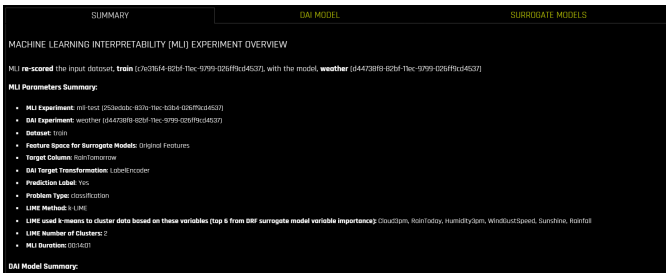 SUMMARY
DAI MODEL
SURROGATE MODELS
MACHINE LEARNING INTERPRETABILITY (MLI) EXPERIMENT OVERVIEW
MLI re-scored the input dataset, train (c7e316f4-82bf-11ec-9799-026ff9cd4537), with the model, weather (d44738f8-82bf-11ec-9799-026ff9cd4537)
MLI Parameters Summary:
• MLI Experiment: mli-test (253edabc-837a-11ec-b3b4-026ff9cd4537)
• DAI Experiment: weather (d44738f8-82bf-11ec-9799-026ff9cd4537)
• Dataset: train
• Feature Space for Surrogate Models: Original Features
• Target Column: RainTomorrow
• DAI Target Transformation: LabelEncoder
• Prediction Label: Yes
• Problem Type: classification
• LIME Method: k-LIME
• LIME used k-means to cluster data based on these variables (top 6 from DRF surrogate model variable importance): Cloud3pm, RainToday, Humidity3pm, WindGustSpeed, Sunshine, Rainfall
• LIME Number of Clusters: 2
• MLI Duration: 00:14:01
DAI Model Summary: